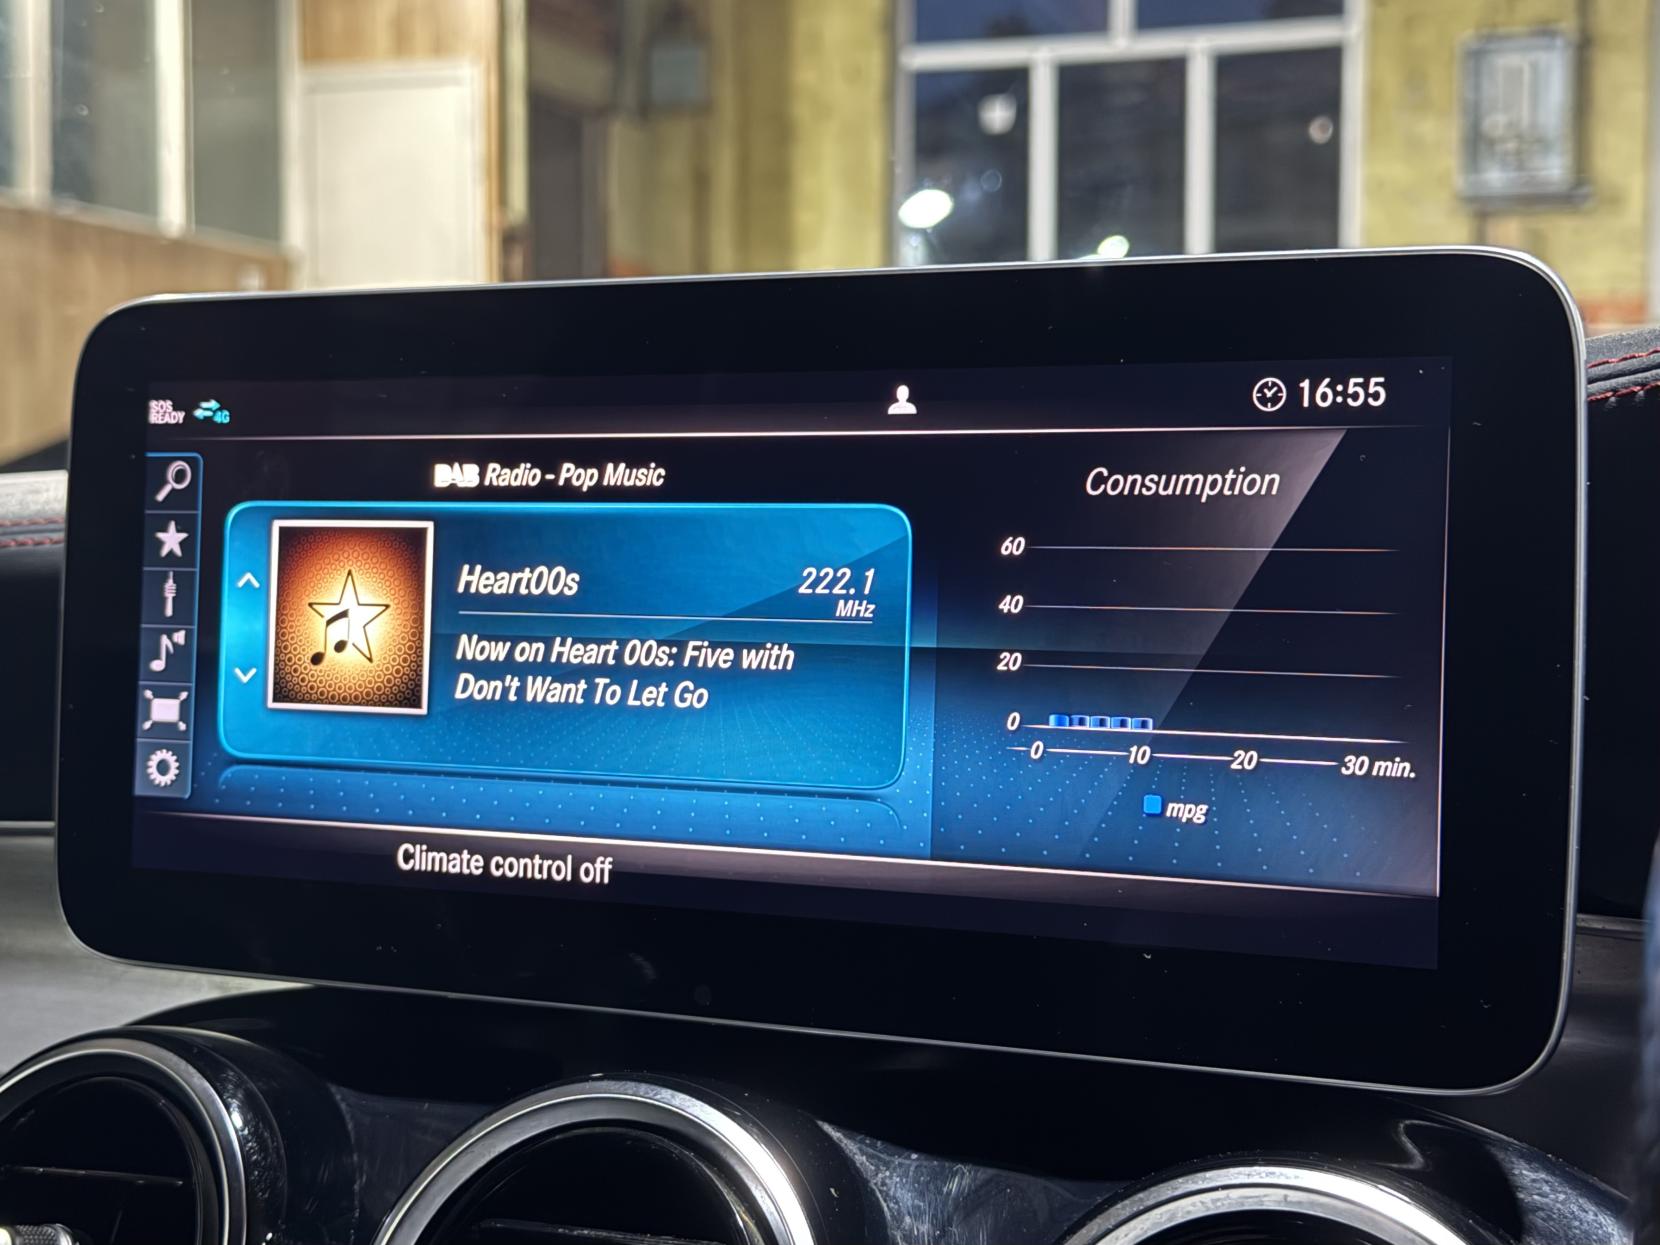 SOS
READY
4G
16:55
DAB Radio - Pop Music
Heart00s
222.1
MHz
Now on Heart 00s: Five with
Don't Want To Let Go
Consumption
60
40
20
0
0 10 20 30 min.
mpg
Climate control off